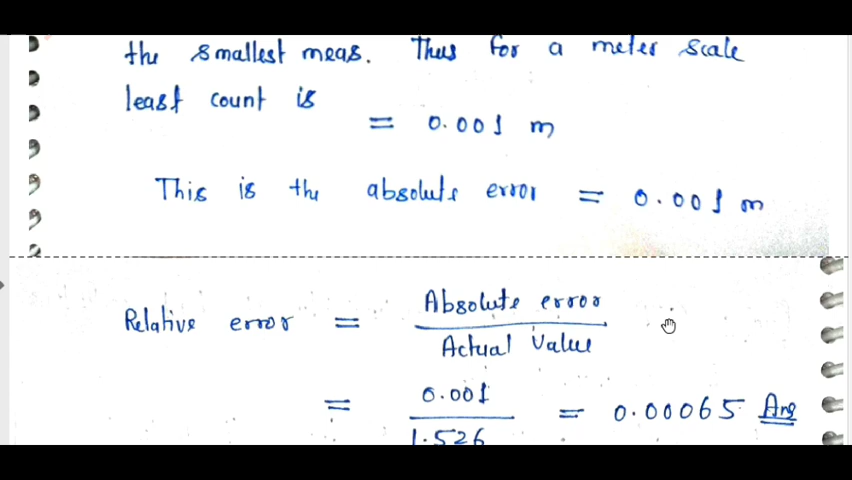 the smallest meas. Thus for a meter scale
least count is
= 0.001 m
This is the absolute error = 0.001 m
Relative error = Absolute error / Actual Value
= 0.001 / 1.526 = 0.00065 Ans